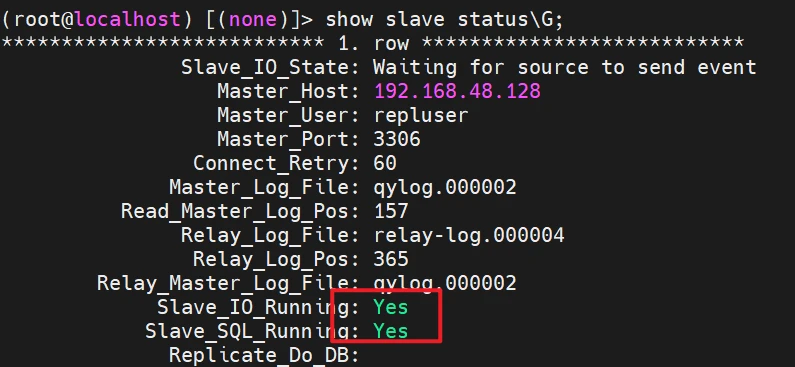 (root@localhost) [(none)]> show slave status\G;
*************************** 1. row ***************************
Slave_IO_State: Waiting for source to send event
Master_Host: 192.168.48.128
Master_User: repluser
Master_Port: 3306
Connect_Retry: 60
Master_Log_File: qylog.000002
Read_Master_Log_Pos: 157
Relay_Log_File: relay-log.000004
Relay_Log_Pos: 365
Relay_Master_Log_File: qylog.000002
Slave_IO_Running: Yes
Slave_SQL_Running: Yes
Replicate_Do_DB: